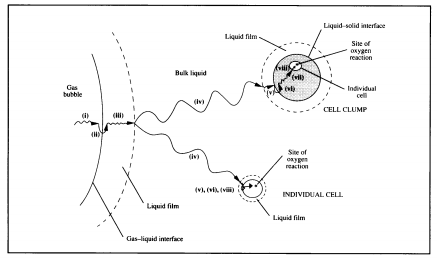 Liquid film
Liquid–solid interface
Site of
oxygen
reaction
Gas
bubble
Bulk liquid
(viii)
(vii)
Individual
cell
(i)
(iii)
(iv)
(v)
(vi)
CELL CLUMP
(ii)
(iv)
Site of
oxygen
reaction
(v), (vi), (viii)
INDIVIDUAL CELL
Liquid film
Liquid film
Gas–liquid interface